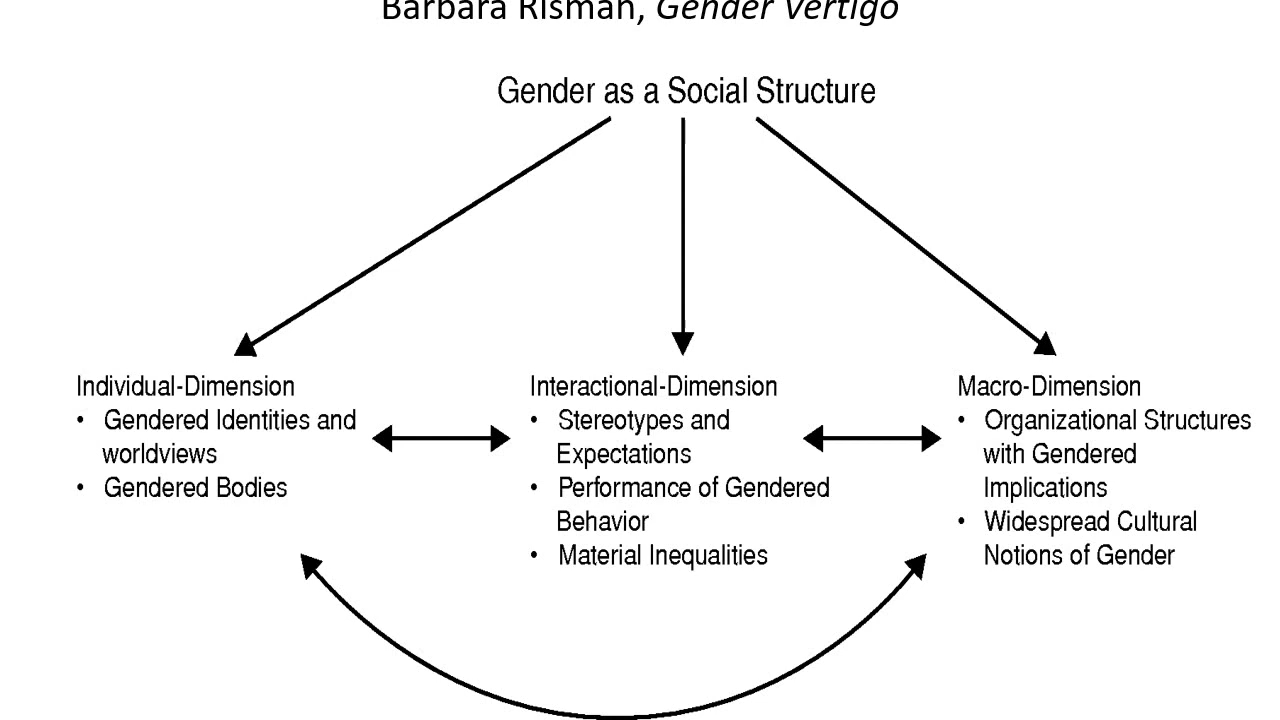 Barbara Risman, Gender Vertigo
Gender as a Social Structure
Individual-Dimension
• Gendered Identities and
worldviews
• Gendered Bodies
Interactional-Dimension
• Stereotypes and
Expectations
• Performance of Gendered
Behavior
• Material Inequalities
Macro-Dimension
• Organizational Structures
with Gendered
Implications
• Widespread Cultural
Notions of Gender